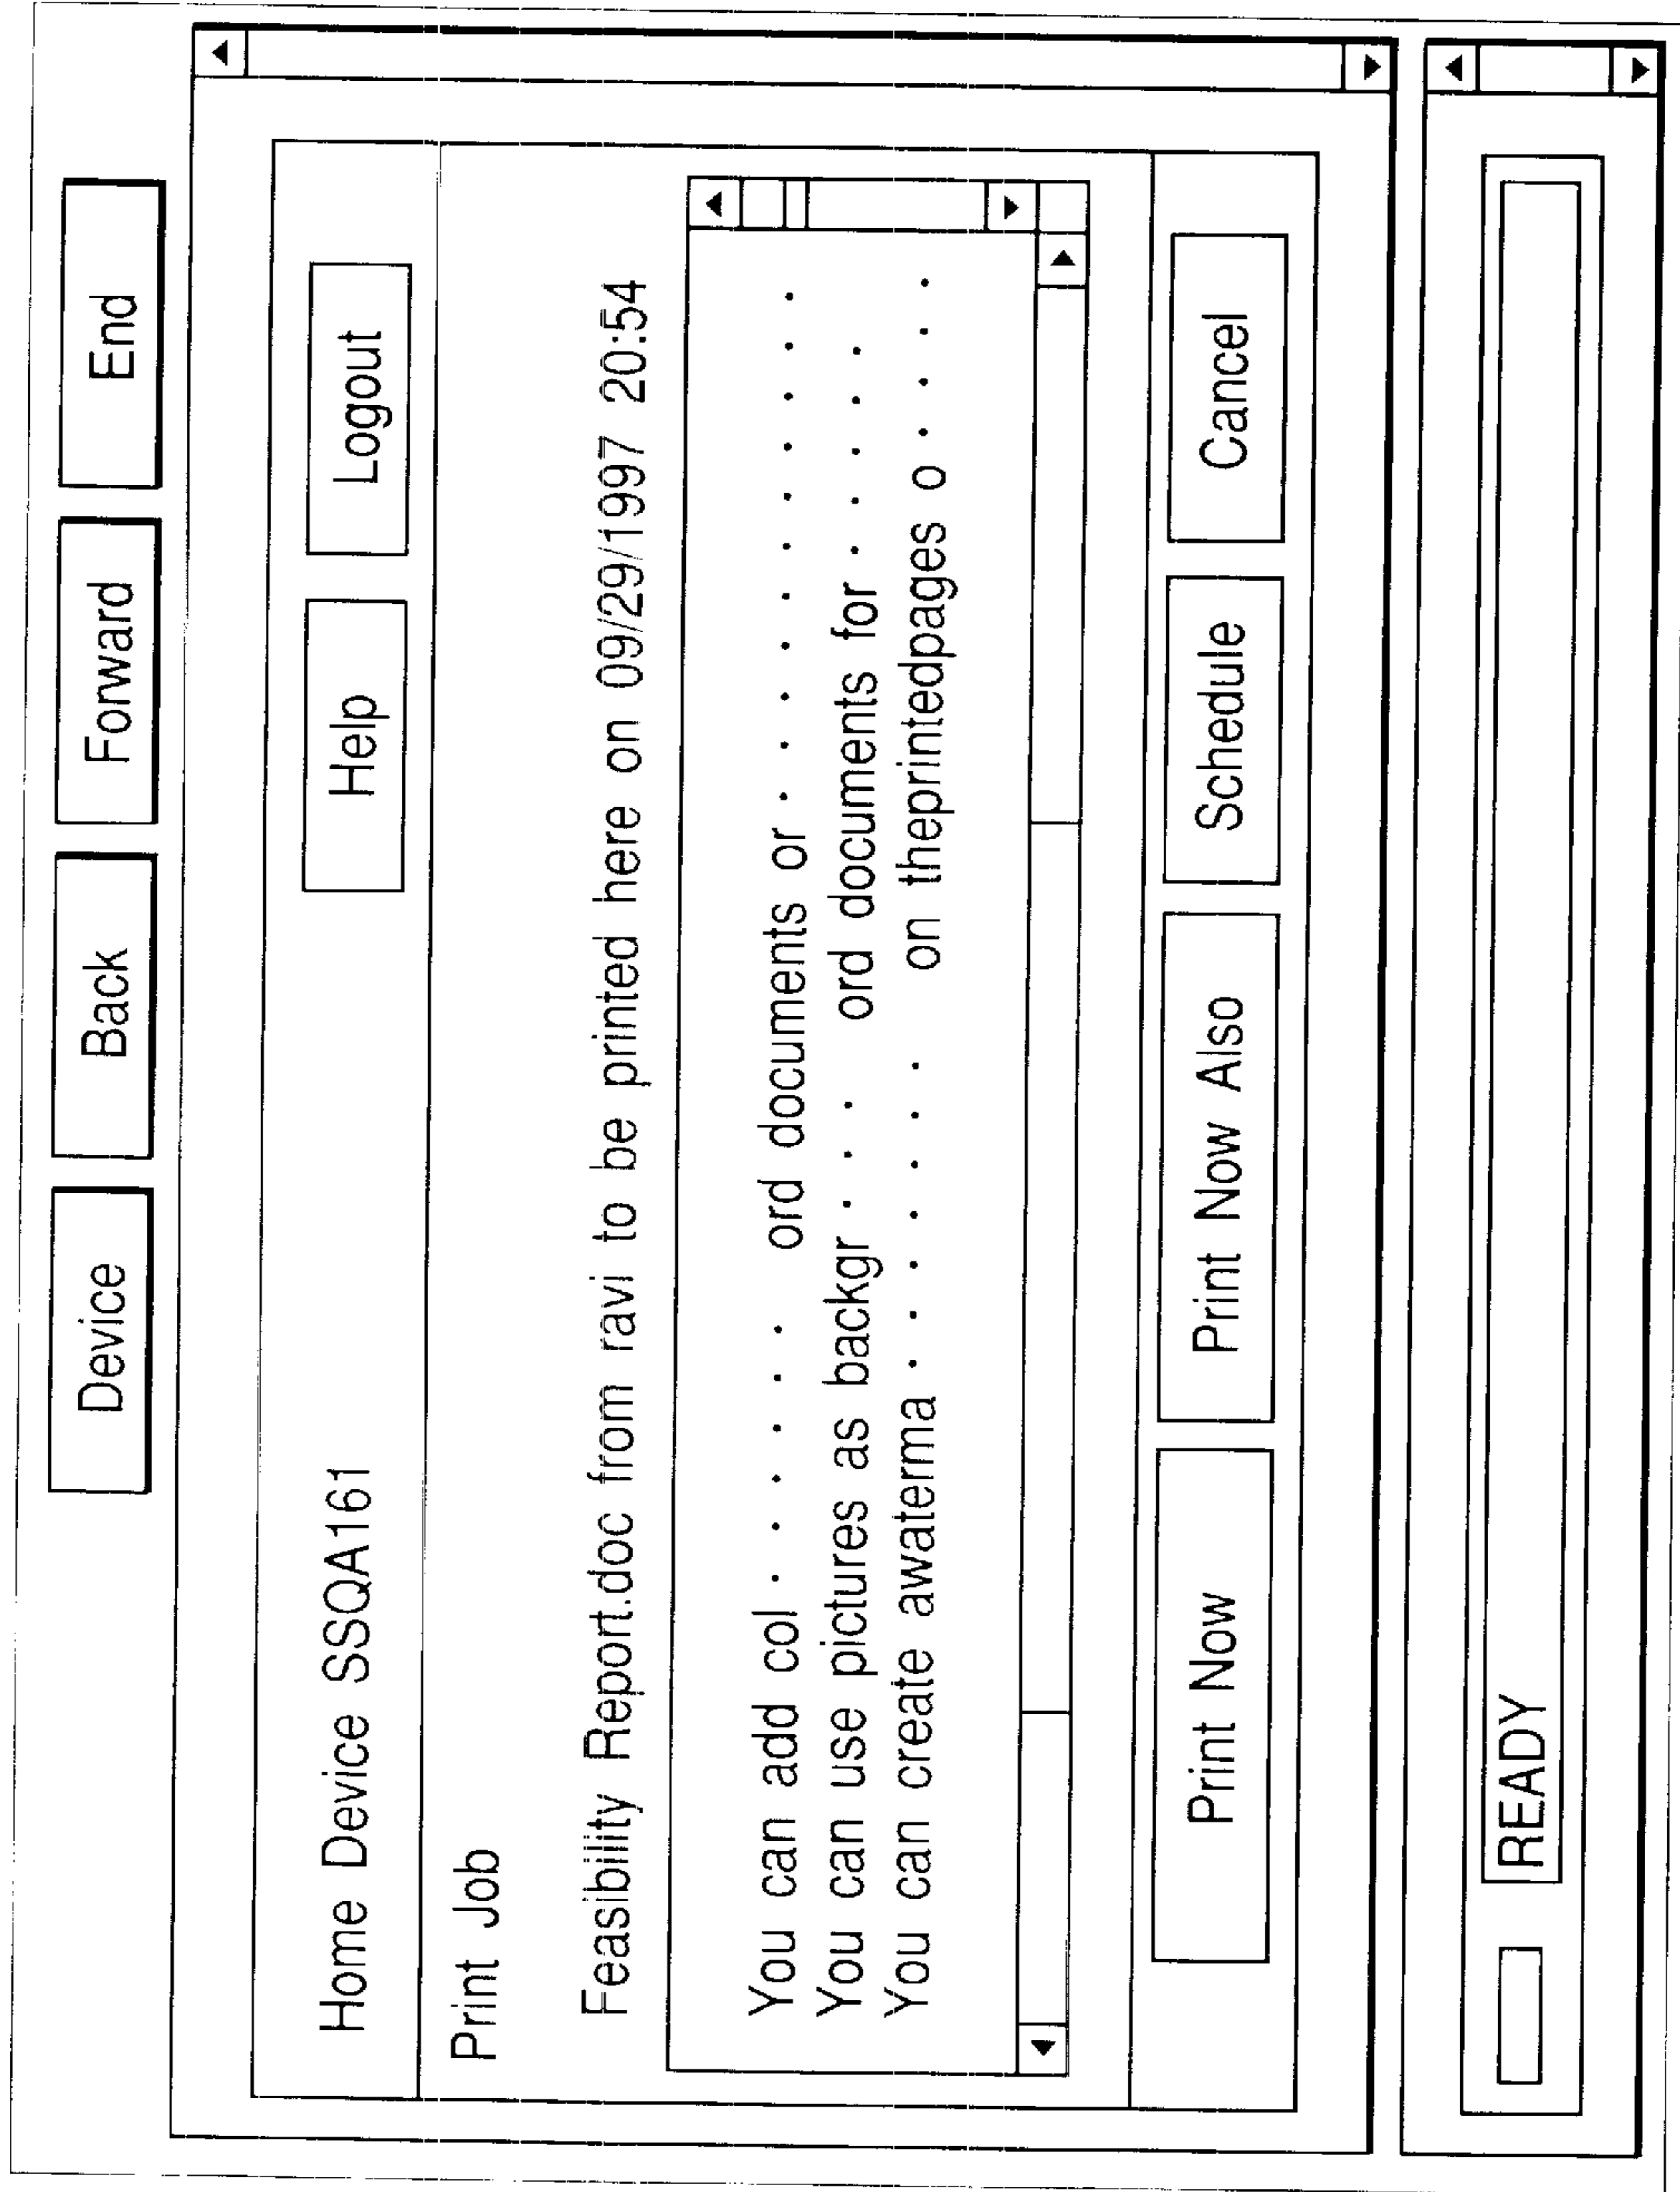 Device Back Forward End
Home Device SSQA161 Help Logout
Print Job
Feasibility Report.doc from ravi to be printed here on 09/29/1997 20:54
You can add col . . . . . . ord documents or . . . . . . . . . . .
You can use pictures as backgr . . . ord documents for . . . . .
You can create awaterma . . . . . . . on theprintedpages o . . . .
Print Now Print Now Also Schedule Cancel
READY